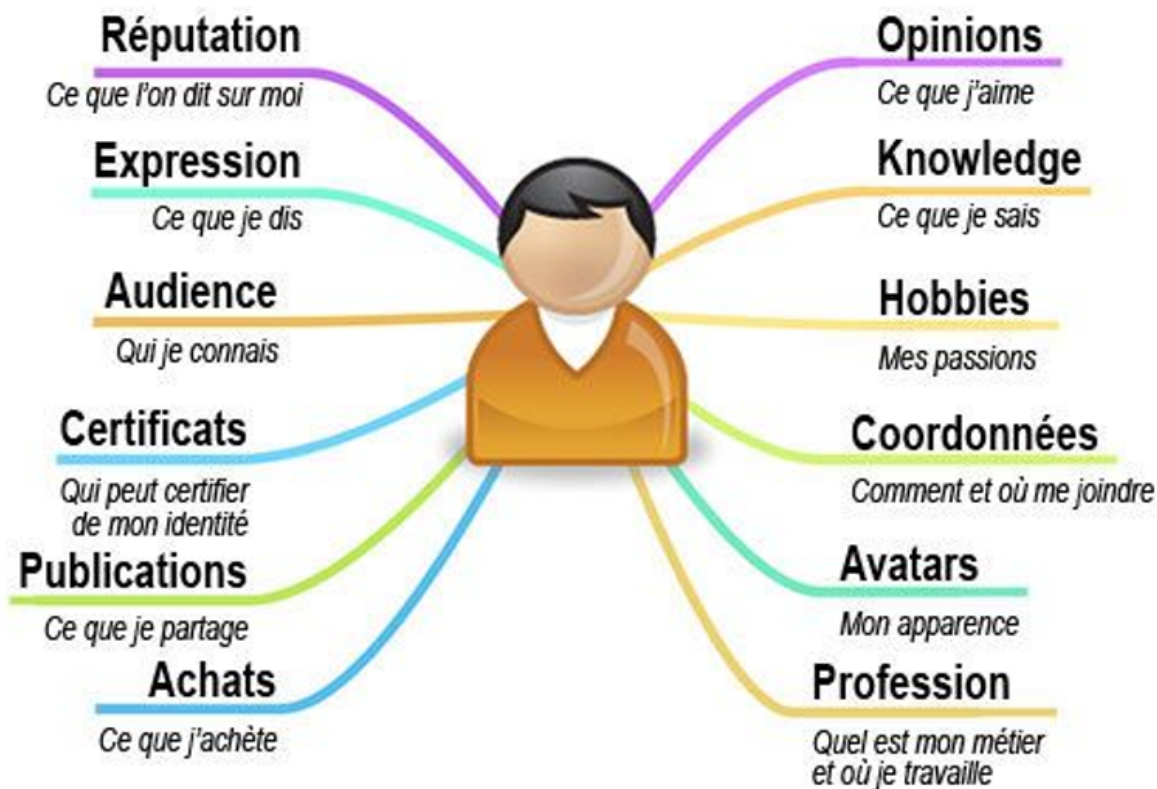 Réputation
Ce que l'on dit sur moi
Expression
Ce que je dis
Audience
Qui je connais
Certificats
Qui peut certifier
de mon identité
Publications
Ce que je partage
Achats
Ce que j'achète
Opinions
Ce que j'aime
Knowledge
Ce que je sais
Hobbies
Mes passions
Coordonnées
Comment et où me joindre
Avatars
Mon apparence
Profession
Quel est mon métier
et où je travaille